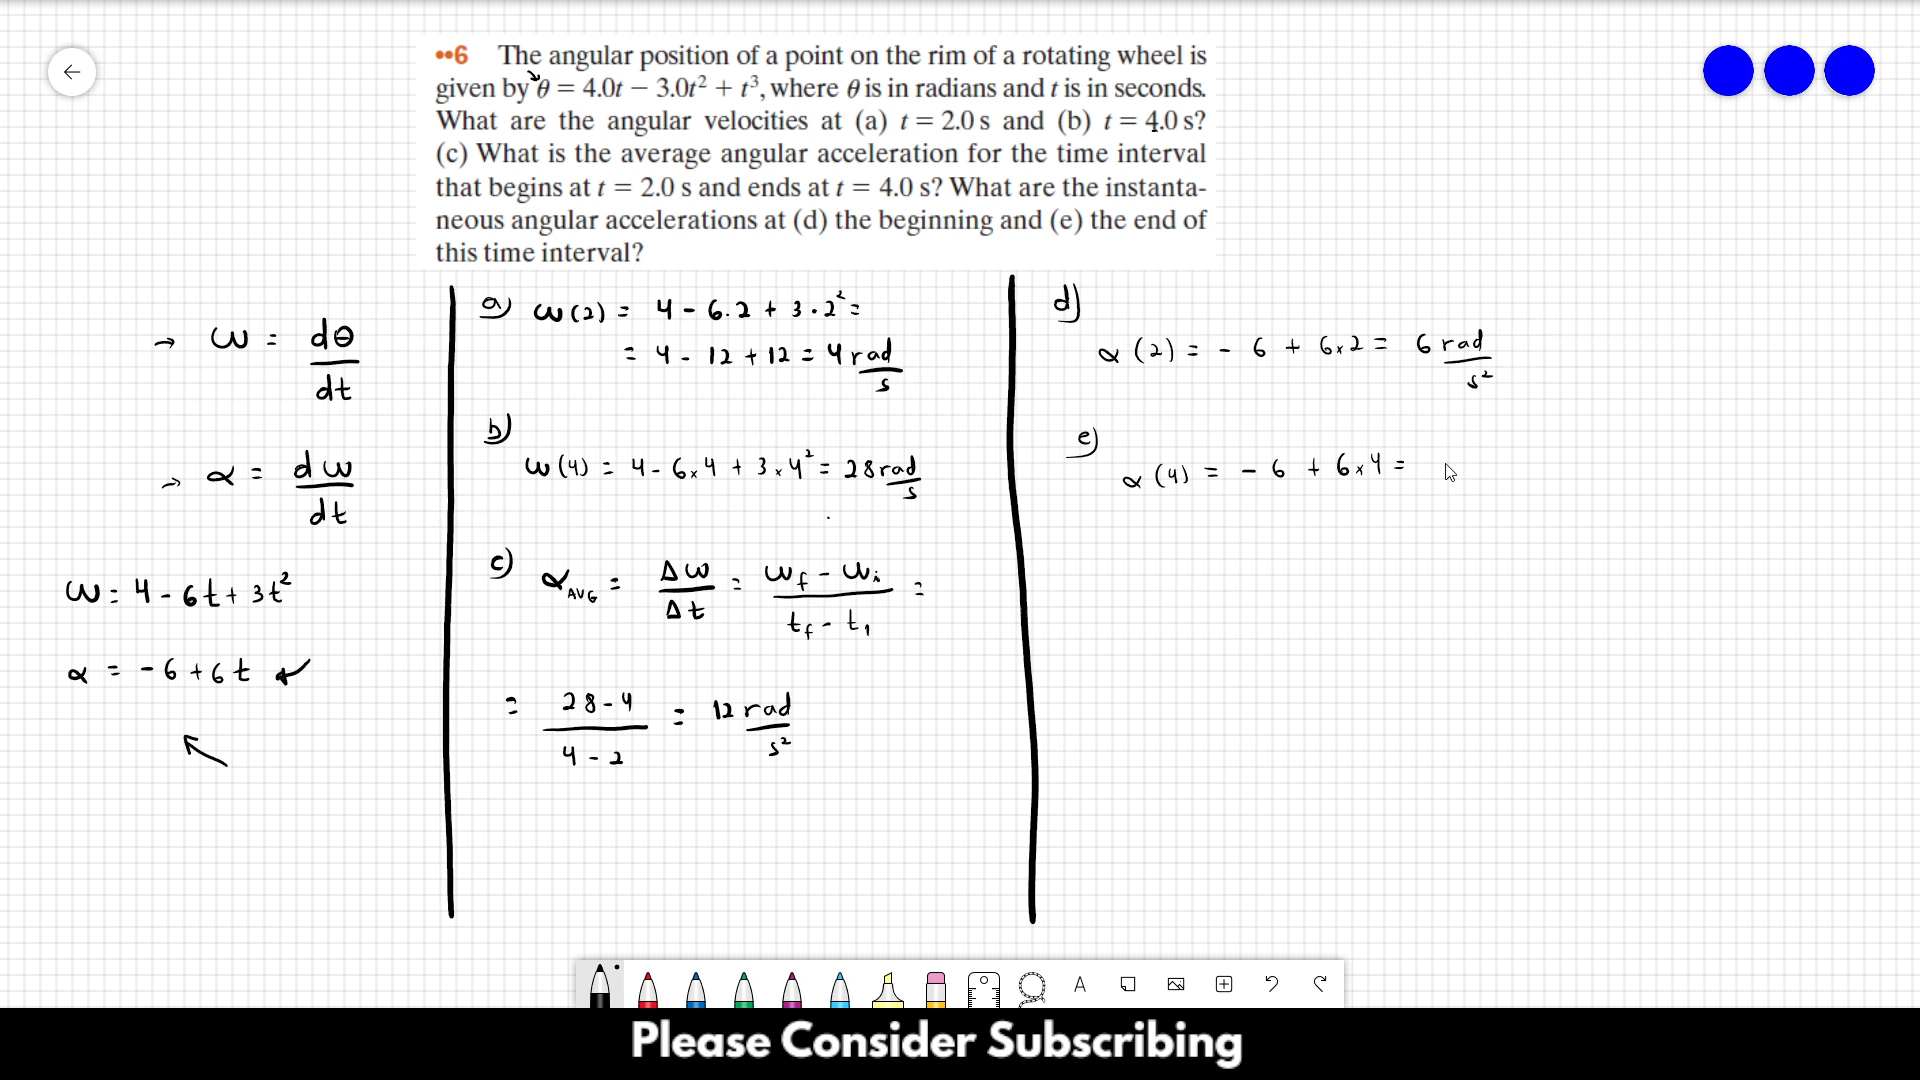 ••6 The angular position of a point on the rim of a rotating wheel is
given by θ = 4.0t − 3.0t² + t³, where θ is in radians and t is in seconds.
What are the angular velocities at (a) t = 2.0 s and (b) t = 4.0 s?
(c) What is the average angular acceleration for the time interval
that begins at t = 2.0 s and ends at t = 4.0 s? What are the instanta-
neous angular accelerations at (d) the beginning and (e) the end of
this time interval?
→ ω = dθ/dt
→ α = dω/dt
ω = 4 - 6t + 3t²
α = -6 + 6t
a) ω(2) = 4 - 6.2 + 3.2² =
= 4 - 12 + 12 = 4 rad/s
b)
ω(4) = 4 - 6×4 + 3×4² = 28 rad/s
c) α AVG = Δω/Δt = ωf - ωi / tf - t1 =
= 28-4 / 4-2 = 12 rad/s²
d)
α(2) = - 6 + 6×2 = 6 rad/s²
e)
α(4) = - 6 + 6×4 =
A
Please Consider Subscribing